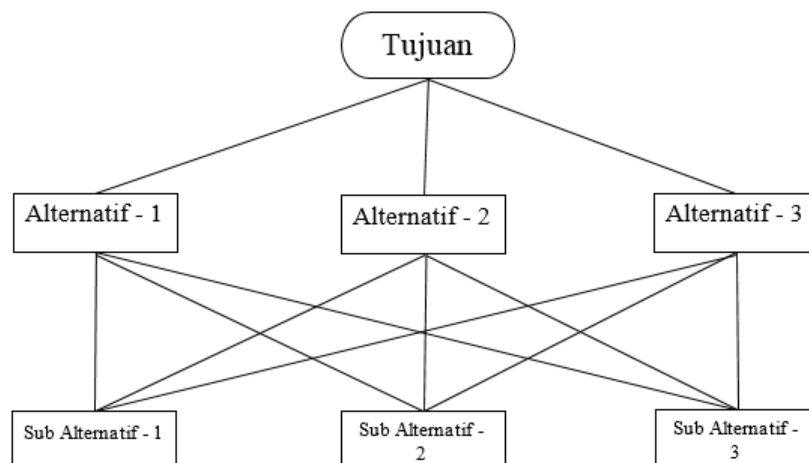 Tujuan
Alternatif - 1
Alternatif - 2
Alternatif - 3
Sub Alternatif - 1
Sub Alternatif -
2
Sub Alternatif -
3